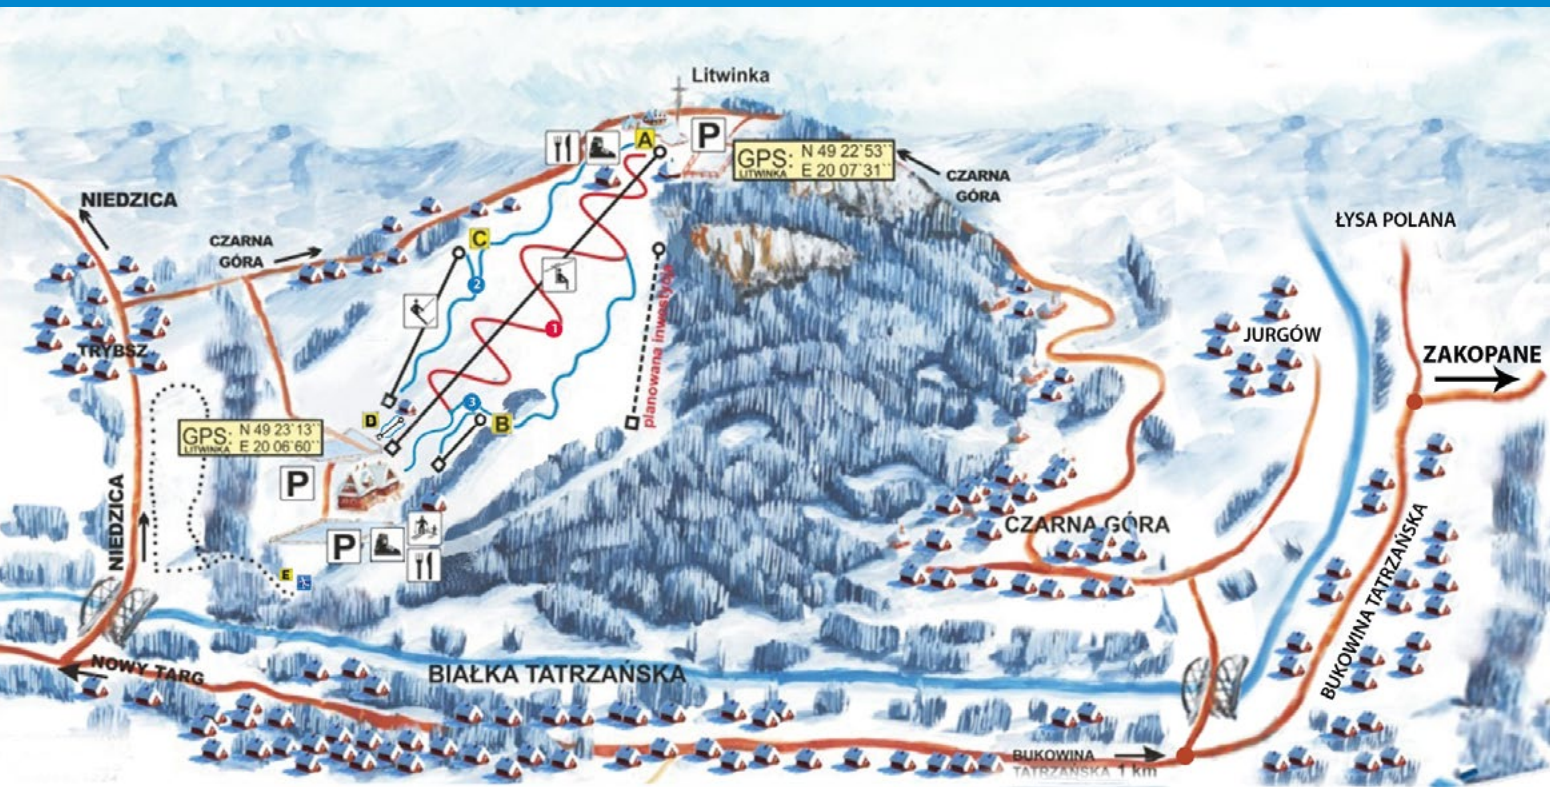 Litwinka
A
P
GPS:
LITWINKA
N 49 22`53``
E 20 07`31``
CZARNA
GÓRA
NIEDZICA
CZARNA
GÓRA
C
2
1
planowana inwestycja
ŁYSA POLANA
JURGÓW
ZAKOPANE
TRYBSZ
D
3
B
GPS:
LITWINKA
N 49 23`13``
E 20 06`60``
P
NIEDZICA
P
E
CZARNA GÓRA
BUKOWINA TATRZAŃSKA
NOWY TARG
BIAŁKA TATRZAŃSKA
BUKOWINA
TATRZAŃSKA 1 km